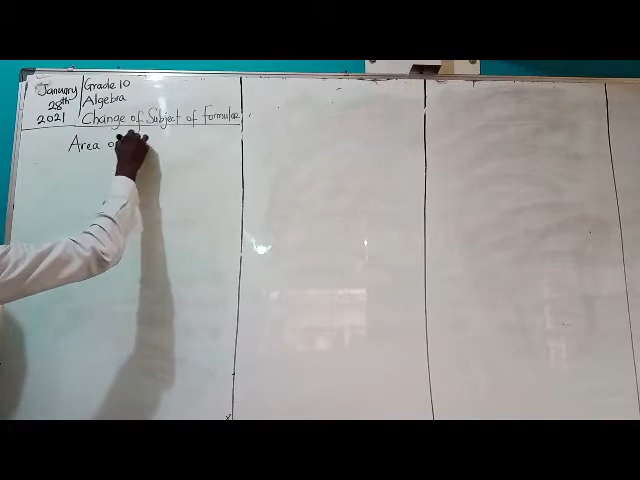 January
28th
2021
Grade 10
Algebra
Change of Subject of Formulae
Area o